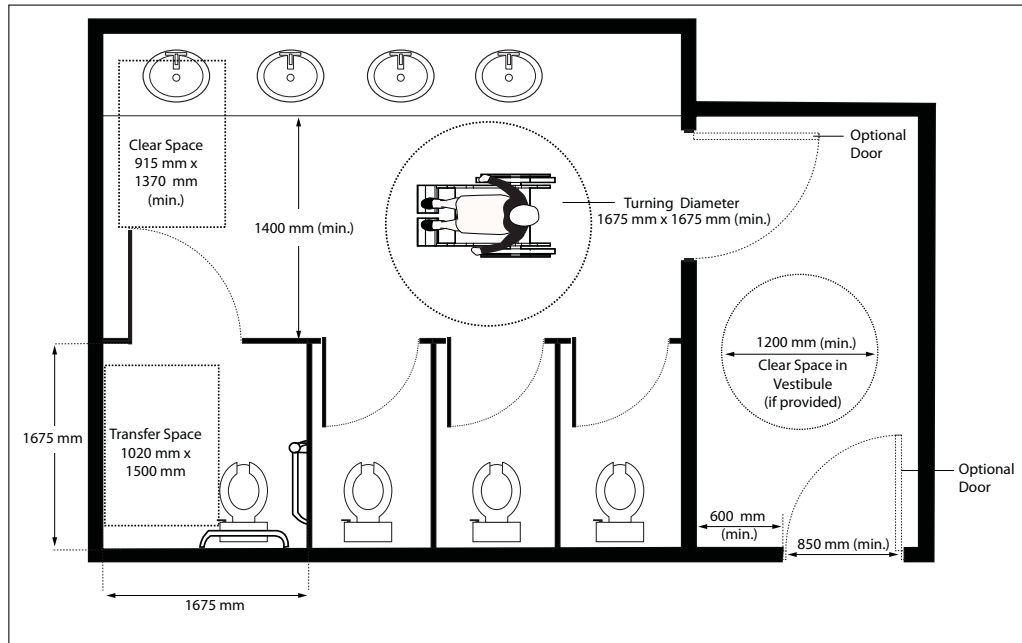 Clear Space
915 mm x
1370 mm
(min.)
1400 mm (min.)
Turning Diameter
1675 mm x 1675 mm (min.)
Optional
Door
1200 mm (min.)
Clear Space in
Vestibule
(if provided)
1675 mm
Transfer Space
1020 mm x
1500 mm
Optional
Door
600 mm
(min.)
850 mm (min.)
1675 mm